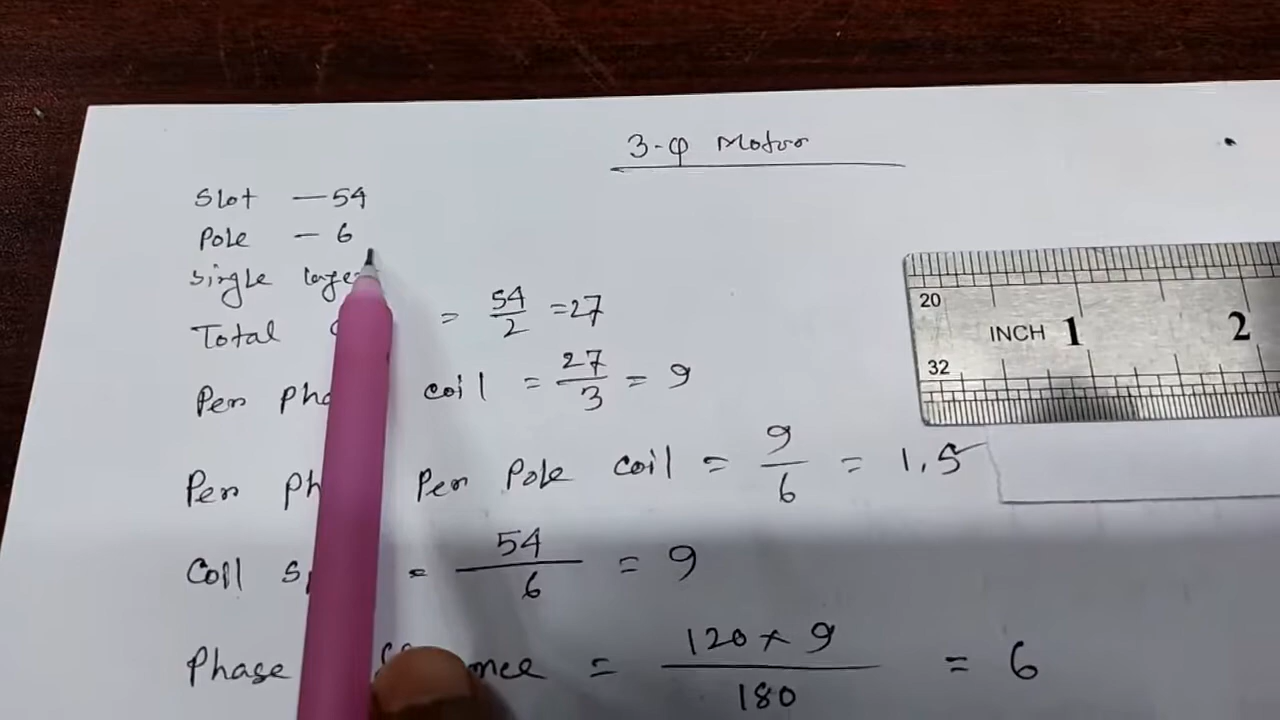 3-φ Motor
Slot — 54
Pole — 6
Single
Total = 54/2 = 27
Per coil = 27/3 = 9
Per Per Pole coil = 9/6 = 1.5
Coil = 54/6 = 9
Phase = 120 × 9/180 = 6
20
INCH 1 2
32